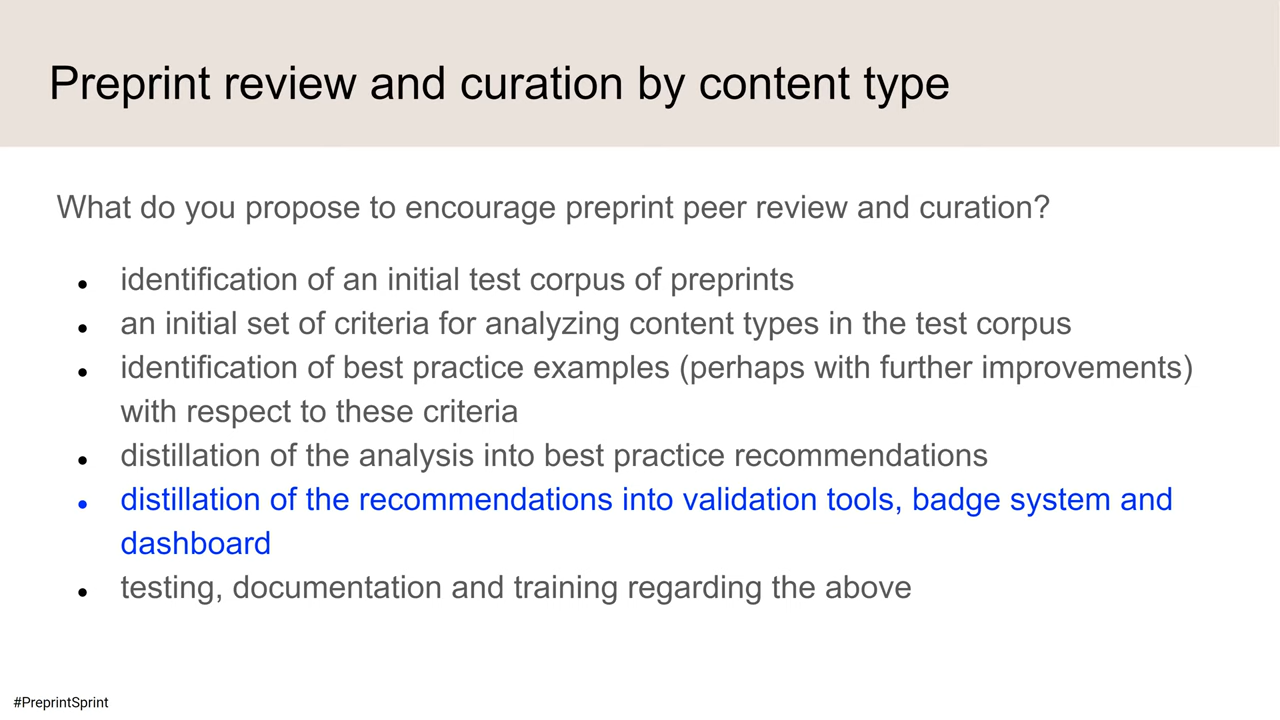 Preprint review and curation by content type
What do you propose to encourage preprint peer review and curation?
● identification of an initial test corpus of preprints
● an initial set of criteria for analyzing content types in the test corpus
● identification of best practice examples (perhaps with further improvements)
with respect to these criteria
● distillation of the analysis into best practice recommendations
● distillation of the recommendations into validation tools, badge system and
dashboard
● testing, documentation and training regarding the above
#PreprintSprint